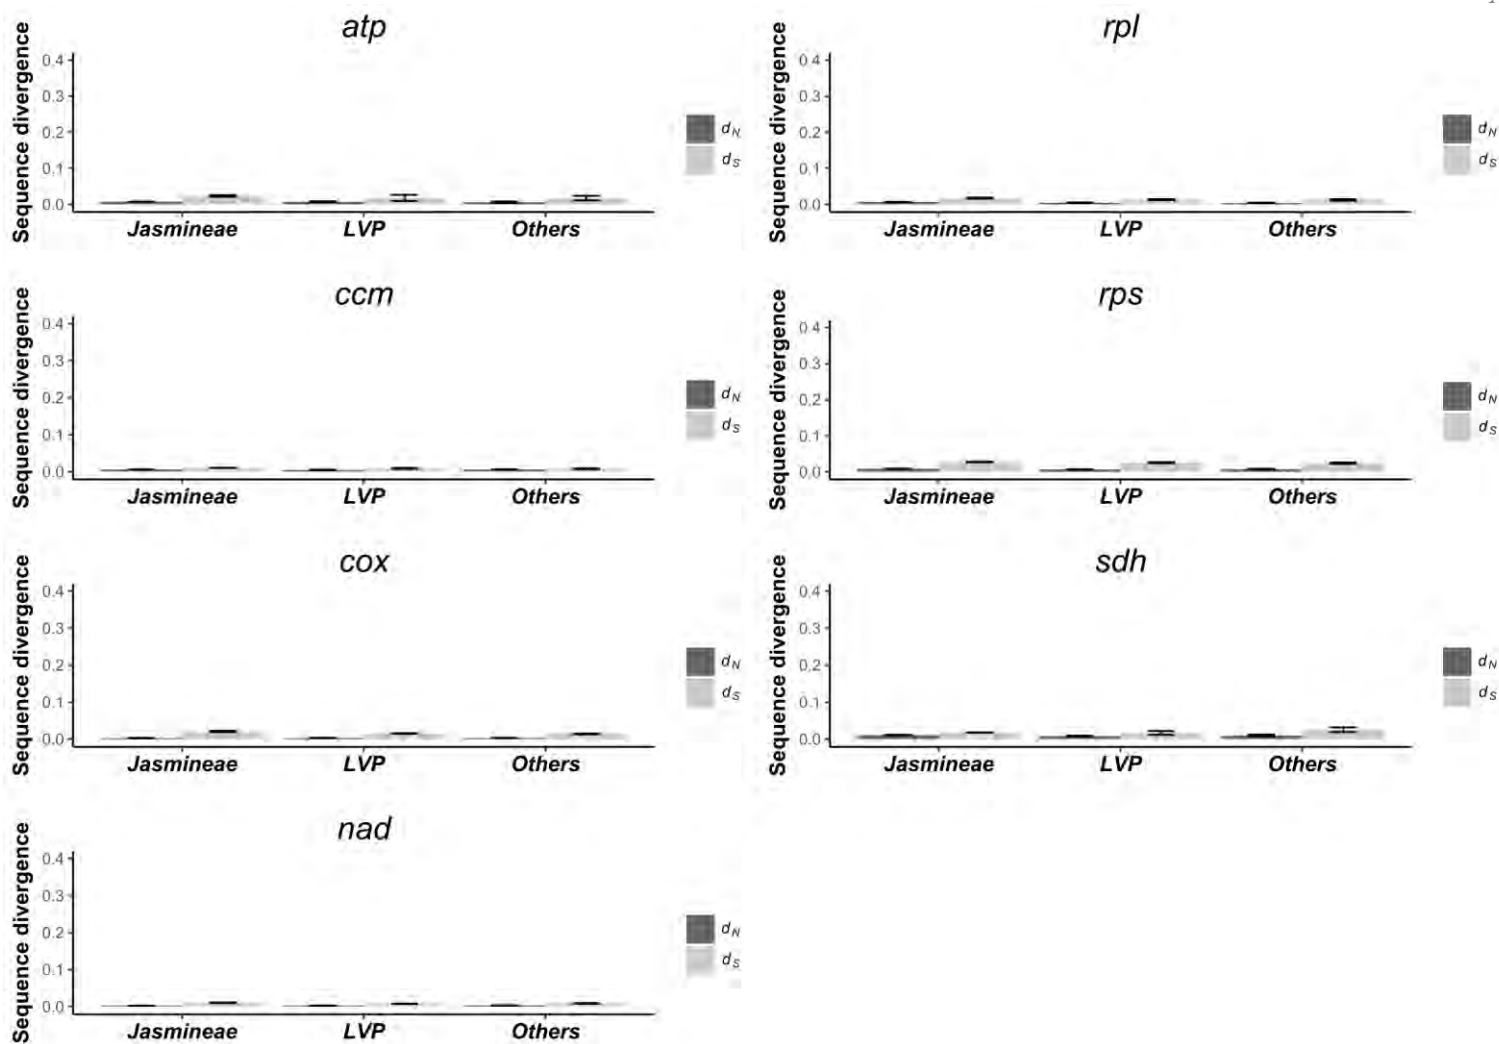 atp
Sequence divergence
0.4
0.3
0.2
0.1
0.0
Jasmineae LVP Others
dN
dS
rpl
Sequence divergence
0.4
0.3
0.2
0.1
0.0
Jasmineae LVP Others
dN
dS
ccm
Sequence divergence
0.4
0.3
0.2
0.1
0.0
Jasmineae LVP Others
dN
dS
rps
Sequence divergence
0.4
0.3
0.2
0.1
0.0
Jasmineae LVP Others
dN
dS
cox
Sequence divergence
0.4
0.3
0.2
0.1
0.0
Jasmineae LVP Others
dN
dS
sdh
Sequence divergence
0.4
0.3
0.2
0.1
0.0
Jasmineae LVP Others
dN
dS
nad
Sequence divergence
0.4
0.3
0.2
0.1
0.0
Jasmineae LVP Others
dN
dS